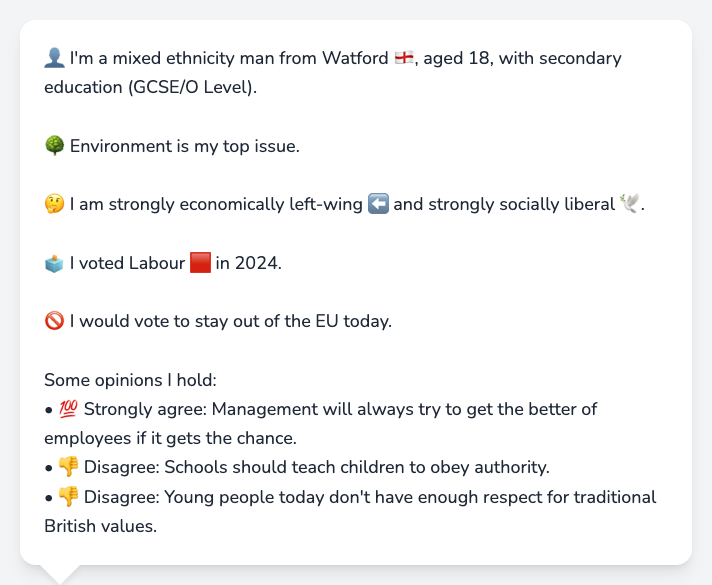 👤 I'm a mixed ethnicity man from Watford 🏴󠁧󠁢󠁥󠁮󠁧󠁿, aged 18, with secondary
education (GCSE/O Level).
🌳 Environment is my top issue.
🤔 I am strongly economically left-wing ⬅️ and strongly socially liberal 🕊️.
🗳️ I voted Labour 🟥 in 2024.
🚫 I would vote to stay out of the EU today.
Some opinions I hold:
• 💯 Strongly agree: Management will always try to get the better of
employees if it gets the chance.
• 👎 Disagree: Schools should teach children to obey authority.
• 👎 Disagree: Young people today don't have enough respect for traditional
British values.